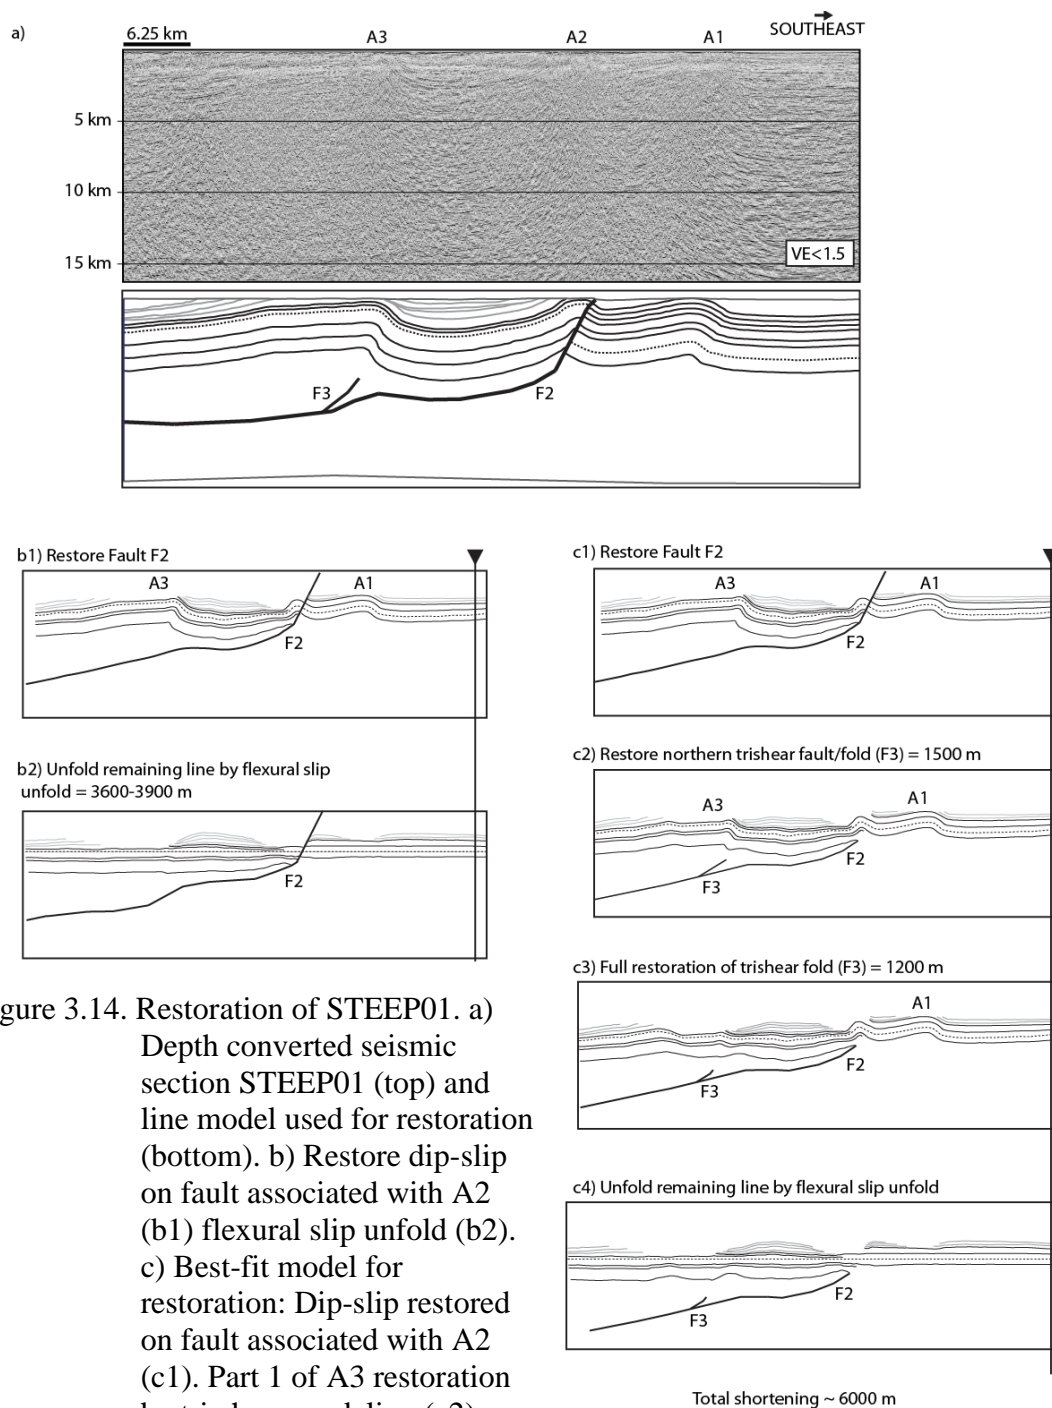 a)
6.25 km
A3
A2
A1
SOUTHEAST
5 km
10 km
15 km
VE<1.5
F3
F2
b1) Restore Fault F2
A3
A1
F2
b2) Unfold remaining line by flexural slip
unfold = 3600-3900 m
F2
c1) Restore Fault F2
A3
A1
F2
c2) Restore northern trishear fault/fold (F3) = 1500 m
A3
A1
F2
F3
c3) Full restoration of trishear fold (F3) = 1200 m
A1
F2
F3
c4) Unfold remaining line by flexural slip unfold
F2
F3
Total shortening ~ 6000 m
gure 3.14. Restoration of STEEP01. a)
Depth converted seismic
section STEEP01 (top) and
line model used for restoration
(bottom). b) Restore dip-slip
on fault associated with A2
(b1) flexural slip unfold (b2).
c) Best-fit model for
restoration: Dip-slip restored
on fault associated with A2
(c1). Part 1 of A3 restoration